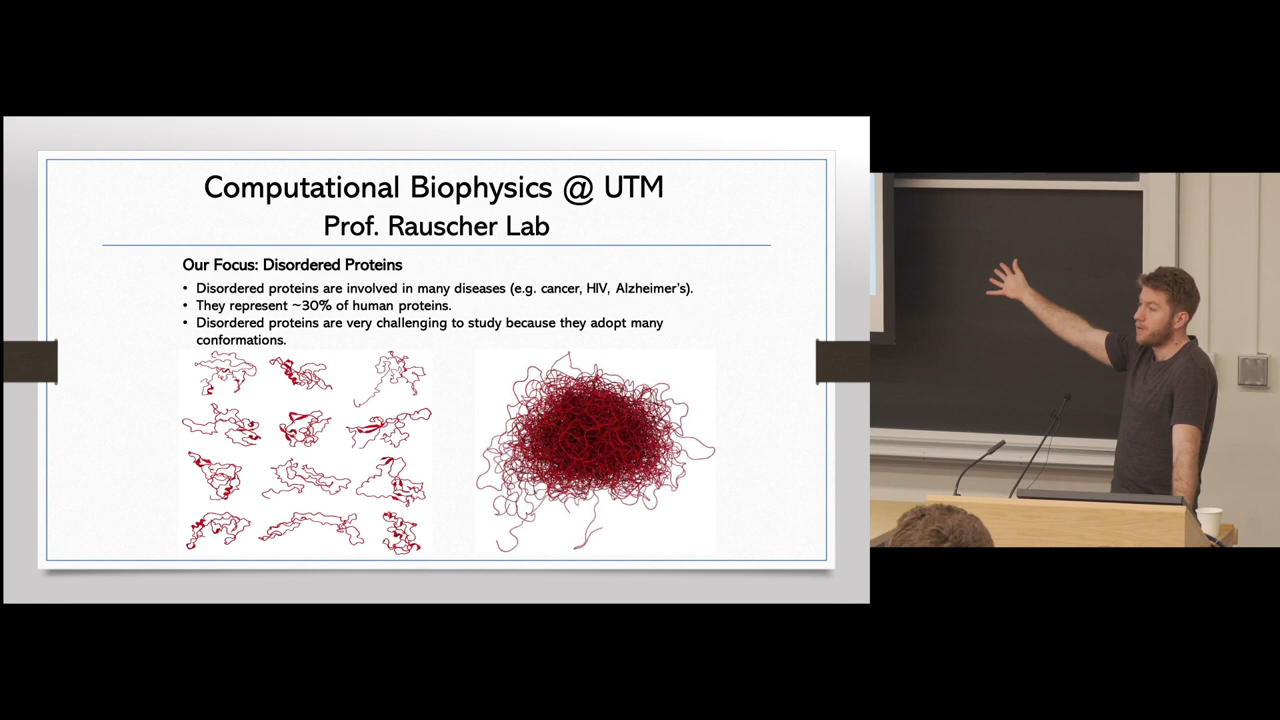 Computational Biophysics @ UTM
Prof. Rauscher Lab
Our Focus: Disordered Proteins
• Disordered proteins are involved in many diseases (e.g. cancer, HIV, Alzheimer's).
• They represent ~30% of human proteins.
• Disordered proteins are very challenging to study because they adopt many
conformations.